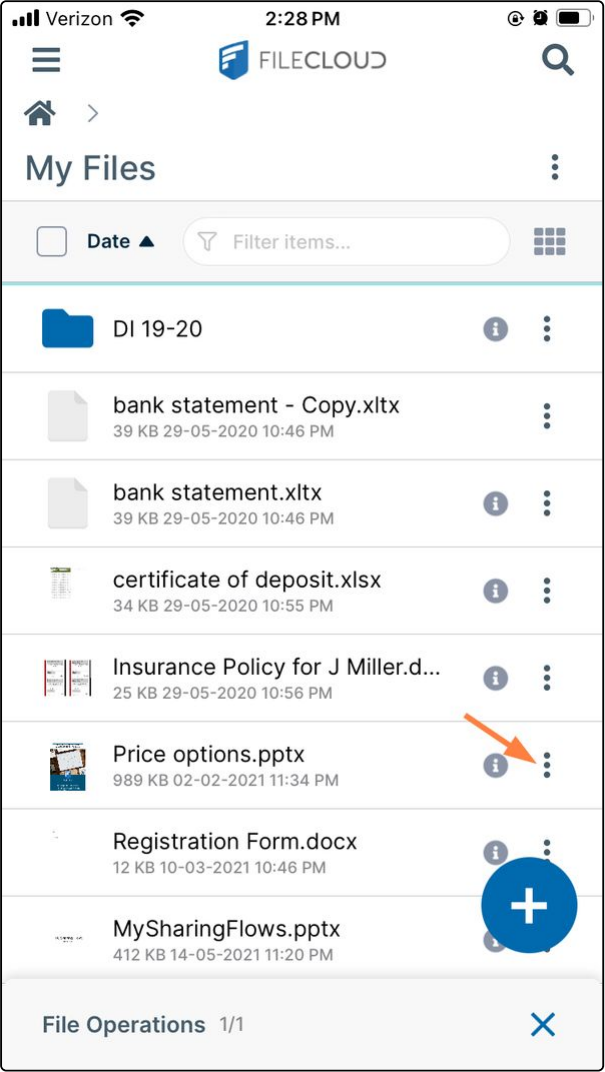 Verizon 2:28 PM
FILECLOUD
My Files
Date Filter items...
DI 19-20
bank statement - Copy.xltx
39 KB 29-05-2020 10:46 PM
bank statement.xltx
39 KB 29-05-2020 10:46 PM
certificate of deposit.xlsx
34 KB 29-05-2020 10:55 PM
Insurance Policy for J Miller.d...
25 KB 29-05-2020 10:56 PM
Price options.pptx
989 KB 02-02-2021 11:34 PM
Registration Form.docx
12 KB 10-03-2021 10:46 PM
MySharingFlows.pptx
412 KB 14-05-2021 11:20 PM
File Operations 1/1